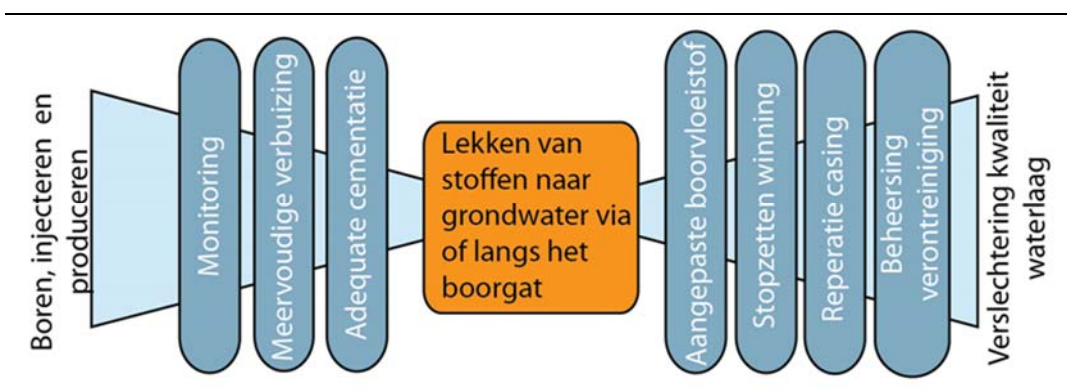 Boren, injecteren en
produceren
Monitoring
Meervoudige verbuizing
Adequate cementatie
Lekken van
stoffen naar
grondwater via
of langs het
boorgat
Aangepaste boorvloeistof
Stopzetten winning
Reperatie casing
Beheersing
verontreiniging
Verslechtering kwaliteit
waterlaag